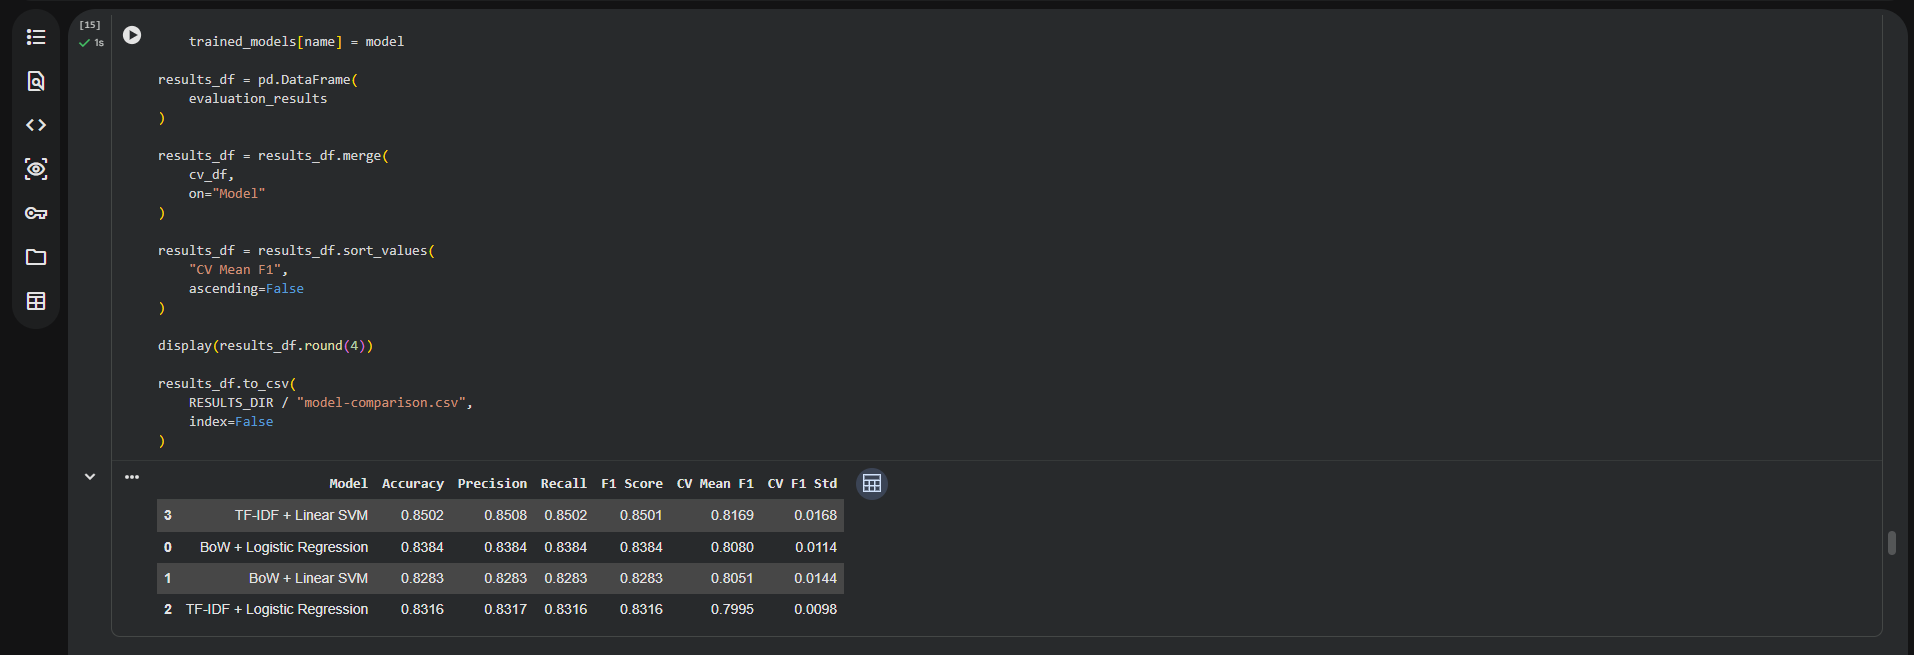 [15]
1s
trained_models[name] = model
results_df = pd.DataFrame(
evaluation_results
)
results_df = results_df.merge(
cv_df,
on="Model"
)
results_df = results_df.sort_values(
"CV Mean F1",
ascending=False
)
display(results_df.round(4))
results_df.to_csv(
RESULTS_DIR / "model-comparison.csv",
index=False
)
Model Accuracy Precision Recall F1 Score CV Mean F1 CV F1 Std
3 TF-IDF + Linear SVM 0.8502 0.8508 0.8502 0.8501 0.8169 0.0168
0 BoW + Logistic Regression 0.8384 0.8384 0.8384 0.8384 0.8080 0.0114
1 BoW + Linear SVM 0.8283 0.8283 0.8283 0.8283 0.8051 0.0144
2 TF-IDF + Logistic Regression 0.8316 0.8317 0.8316 0.8316 0.7995 0.0098